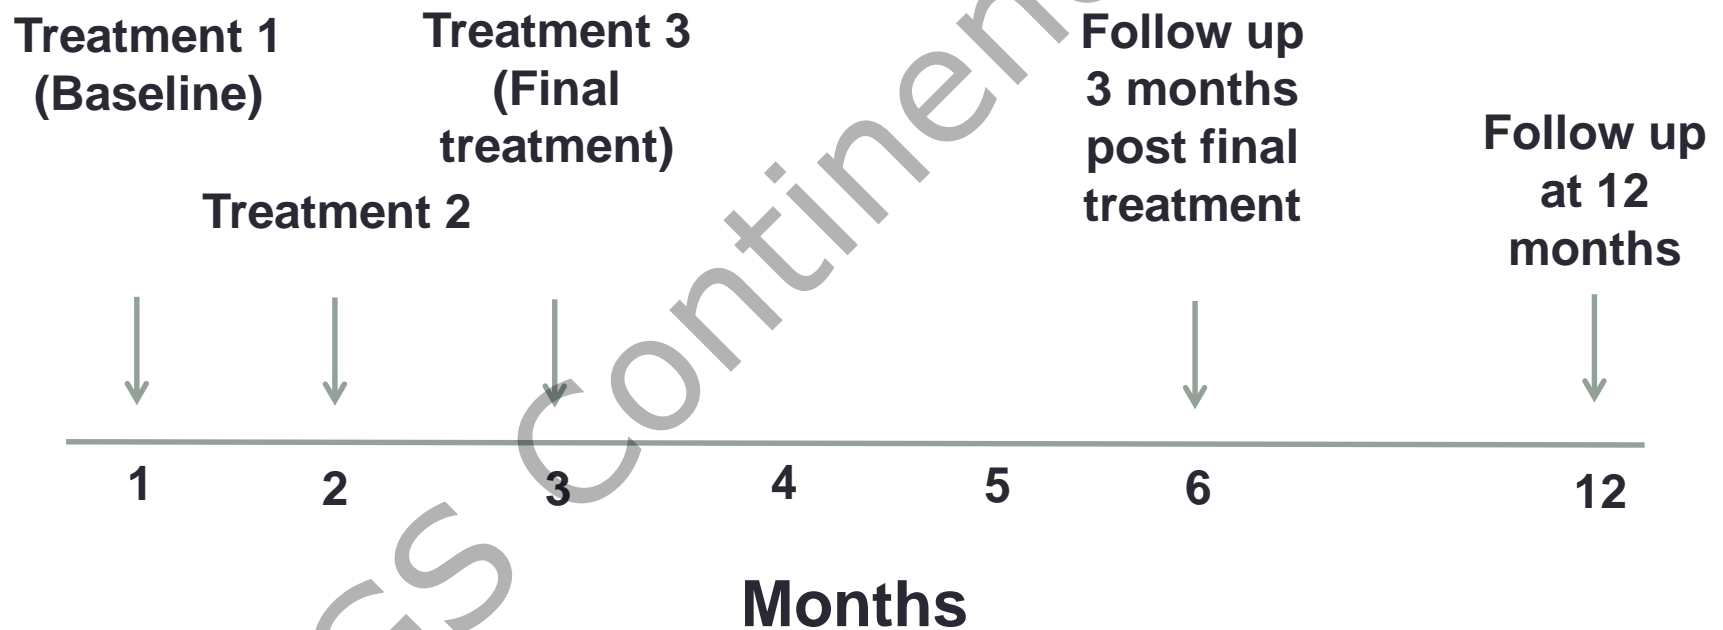 Treatment 1
(Baseline)
Treatment 2
Treatment 3
(Final
treatment)
Follow up
3 months
post final
treatment
Follow up
at 12
months
1
2
3
4
5
6
12
Months